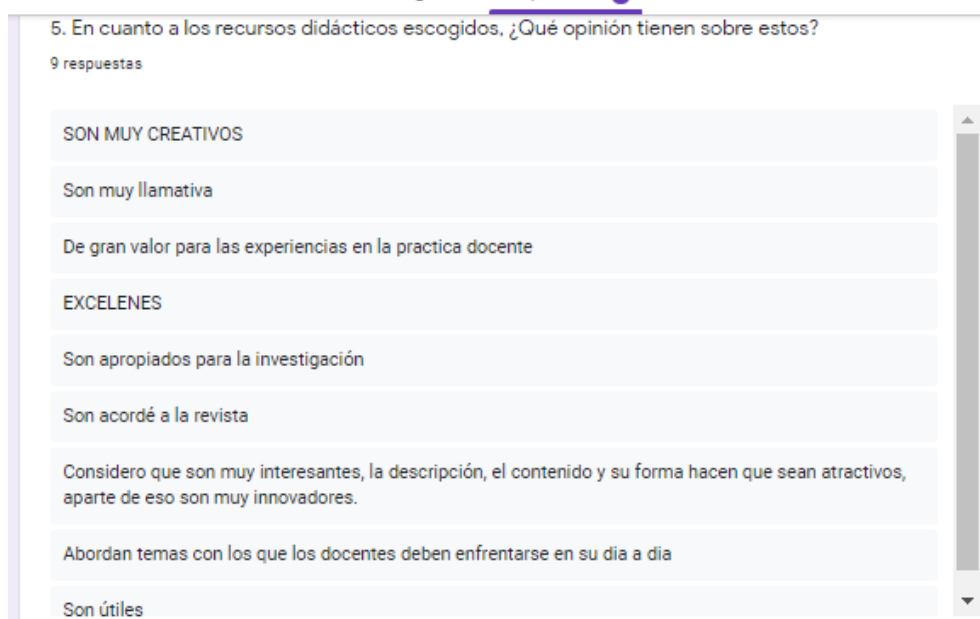 5. En cuanto a los recursos didácticos escogidos, ¿Qué opinión tienen sobre estos?
9 respuestas
SON MUY CREATIVOS
Son muy llamativa
De gran valor para las experiencias en la practica docente
EXCELENES
Son apropiados para la investigación
Son acordé a la revista
Considero que son muy interesantes, la descripción, el contenido y su forma hacen que sean atractivos,
aparte de eso son muy innovadores.
Abordan temas con los que los docentes deben enfrentarse en su dia a dia
Son útiles